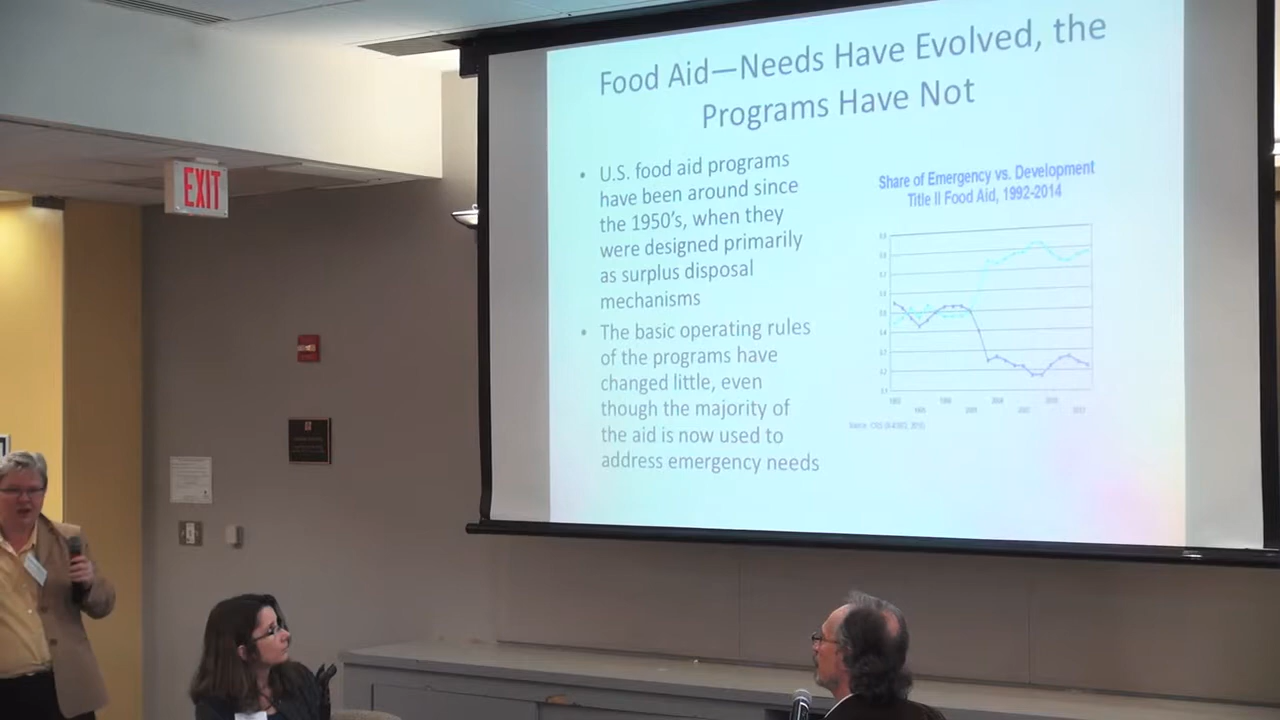 Food Aid—Needs Have Evolved, the
Programs Have Not
• U.S. food aid programs
have been around since
the 1950's, when they
were designed primarily
as surplus disposal
mechanisms
• The basic operating rules
of the programs have
changed little, even
though the majority of
the aid is now used to
address emergency needs
Share of Emergency vs. Development
Title II Food Aid, 1992-2014
EXIT